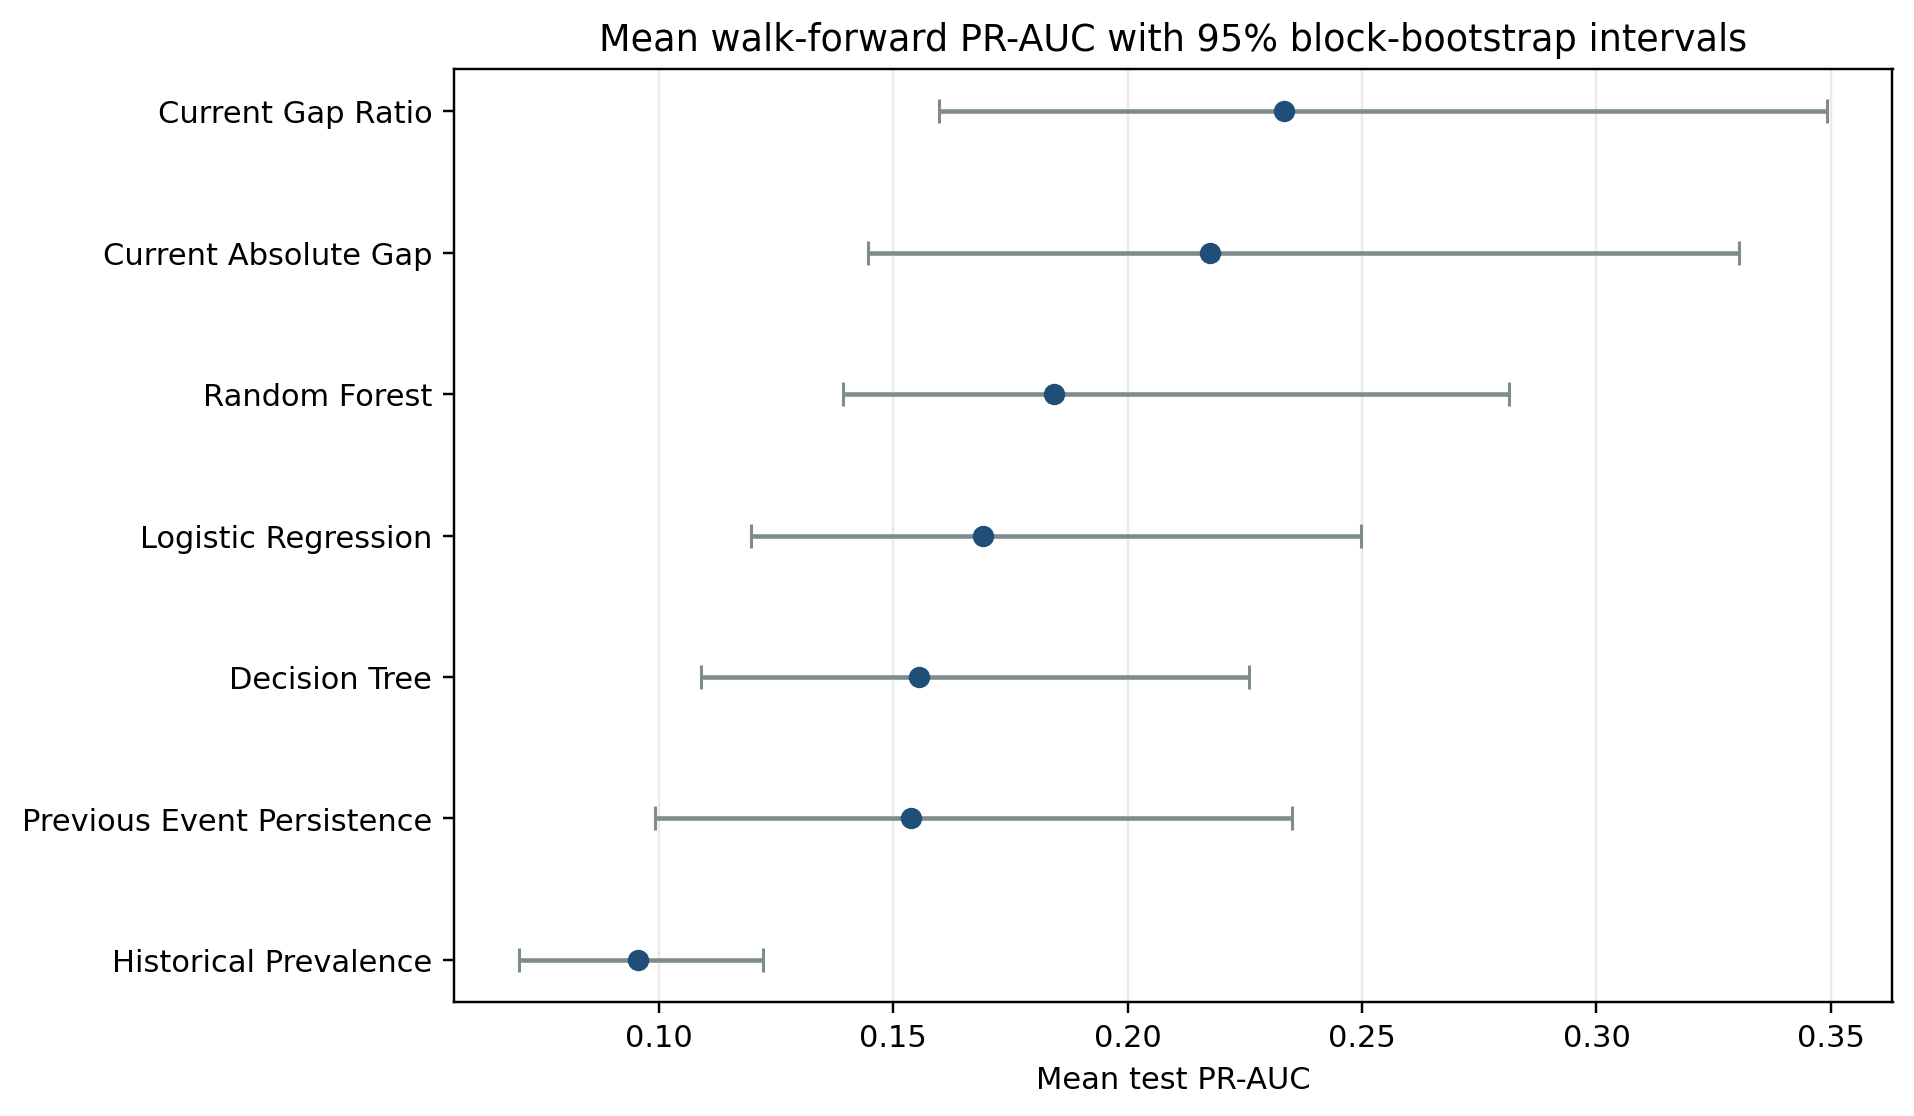 Mean walk-forward PR-AUC with 95% block-bootstrap intervals
Current Gap Ratio
Current Absolute Gap
Random Forest
Logistic Regression
Decision Tree
Previous Event Persistence
Historical Prevalence
0.10 0.15 0.20 0.25 0.30 0.35
Mean test PR-AUC